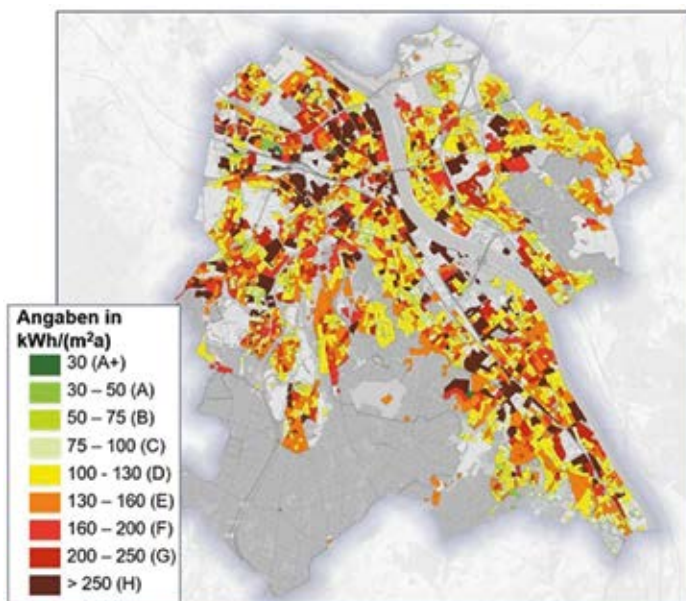 Angaben in
kWh/(m²a)
30 (A+)
30 – 50 (A)
50 – 75 (B)
75 – 100 (C)
100 - 130 (D)
130 – 160 (E)
160 – 200 (F)
200 – 250 (G)
> 250 (H)